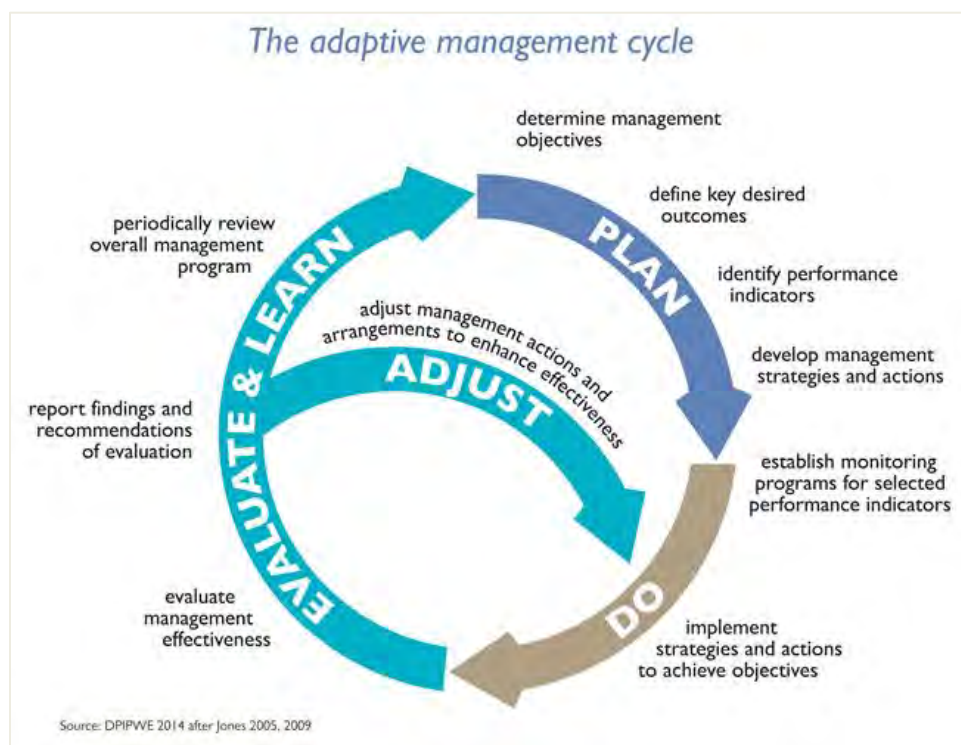 The adaptive management cycle
determine management
objectives
define key desired
outcomes
PLAN
identify performance
indicators
develop management
strategies and actions
establish monitoring
programs for selected
performance indicators
DO
implement
strategies and actions
to achieve objectives
evaluate
management
effectiveness
EVALUATE & LEARN
report findings and
recommendations
of evaluation
periodically review
overall management
program
adjust management actions and
arrangements to enhance effectiveness
ADJUST
Source: DPIPWE 2014 after Jones 2005, 2009